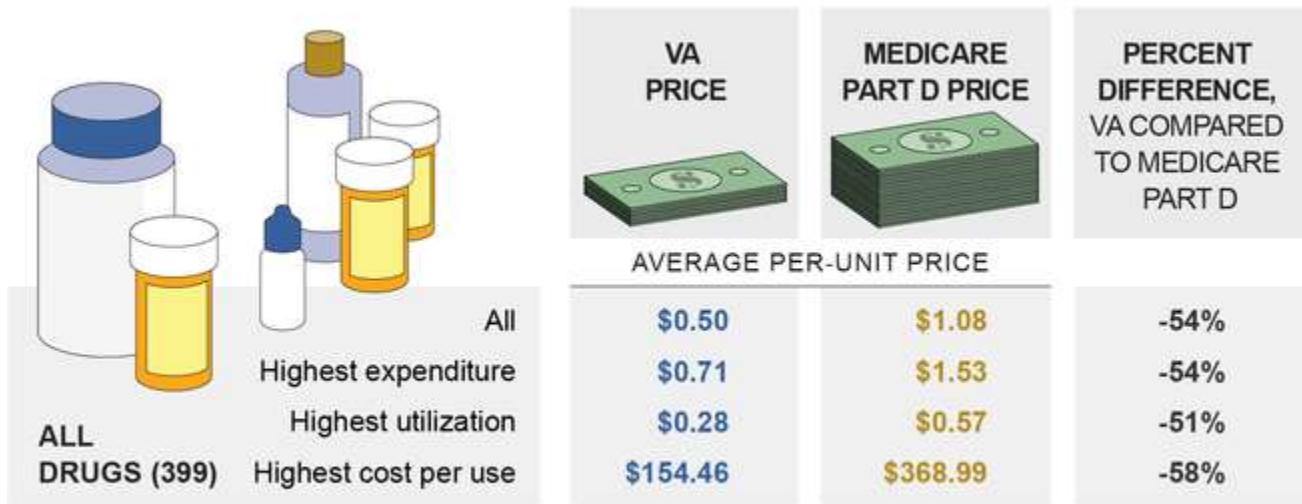 VA
PRICE
MEDICARE
PART D PRICE
PERCENT
DIFFERENCE,
VA COMPARED
TO MEDICARE
PART D
$
$
AVERAGE PER-UNIT PRICE
All $0.50 $1.08 -54%
Highest expenditure $0.71 $1.53 -54%
Highest utilization $0.28 $0.57 -51%
ALL
DRUGS (399) Highest cost per use $154.46 $368.99 -58%